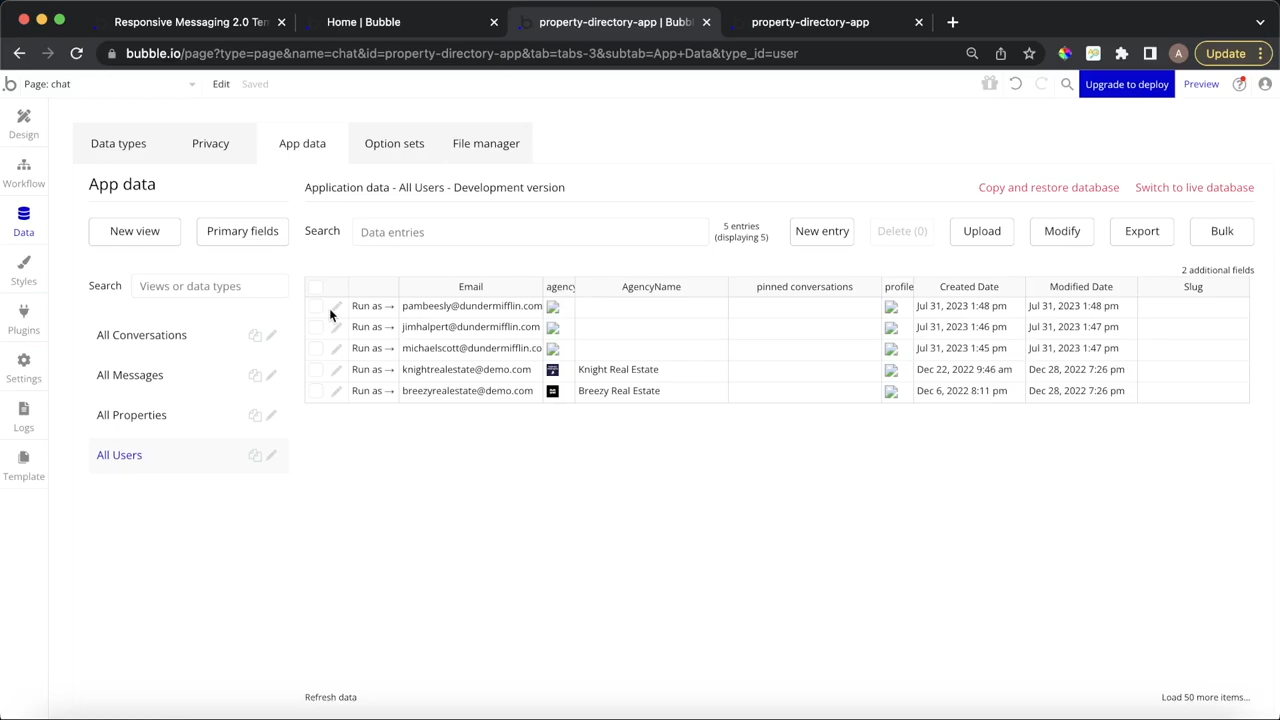 Responsive Messaging 2.0 Tem
Home | Bubble
property-directory-app | Bubbl
property-directory-app
bubble.io/page?type=page&name=chat&id=property-directory-app&tab=tabs-3&subtab=App+Data&type_id=user
A
Update
b
Page: chat
Edit
Saved
Upgrade to deploy
Preview
Design
Workflow
Data
Styles
Plugins
Settings
Logs
Template
Data types
Privacy
App data
Option sets
File manager
App data
Application data - All Users - Development version
Copy and restore database
Switch to live database
New view
Primary fields
Search
Data entries
5 entries
(displaying 5)
New entry
Delete (0)
Upload
Modify
Export
Bulk
2 additional fields
Search
Views or data types
All Conversations
All Messages
All Properties
All Users
Email agency AgencyName pinned conversations profile Created Date Modified Date Slug
Run as → pambeesly@dundermifflin.com Jul 31, 2023 1:48 pm Jul 31, 2023 1:48 pm
Run as → jimhalpert@dundermifflin.com Jul 31, 2023 1:46 pm Jul 31, 2023 1:47 pm
Run as → michaelscott@dundermifflin.co Jul 31, 2023 1:45 pm Jul 31, 2023 1:47 pm
Run as → knightrealestate@demo.com Knight Real Estate Dec 22, 2022 9:46 am Dec 28, 2022 7:26 pm
Run as → breezyrealestate@demo.com Breezy Real Estate Dec 6, 2022 8:11 pm Dec 28, 2022 7:26 pm
Refresh data
Load 50 more items...